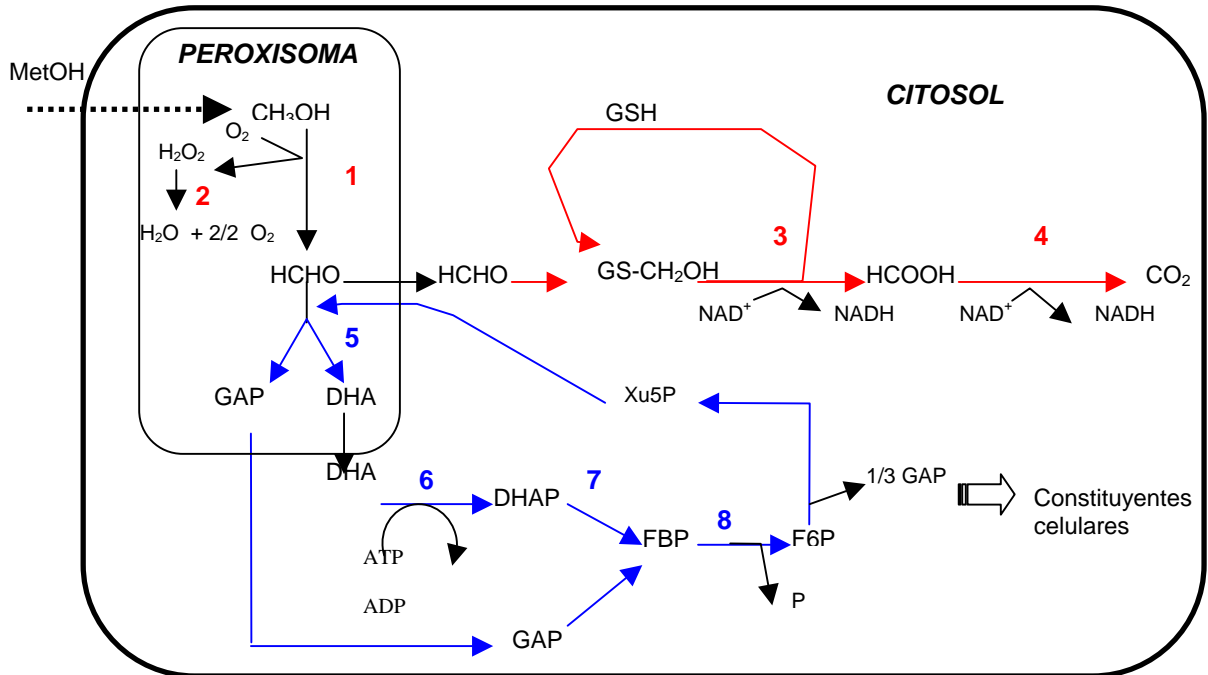 PEROXISOMA
MetOH
CITOSOL
CH₃OH
GSH
O₂
H₂O₂
1
2
H₂O + 2/2 O₂
3
4
HCHO
HCHO
GS-CH₂OH
HCOOH
CO₂
NAD⁺
NADH
NAD⁺
NADH
5
GAP
DHA
Xu5P
DHA
6
DHAP
7
1/3 GAP
Constituyentes
celulares
FBP
8
F6P
ATP
ADP
P
GAP